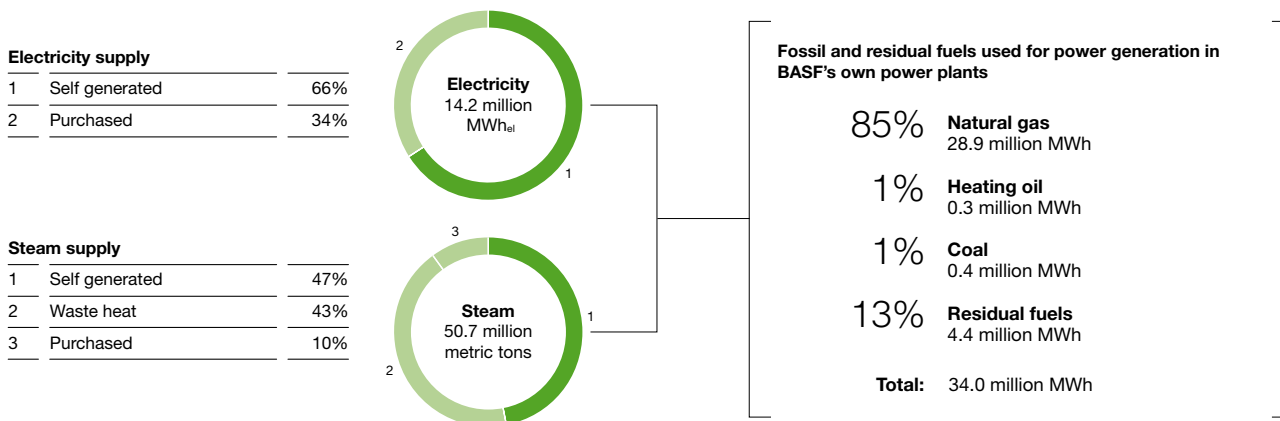 Electricity supply
1 Self generated 66%
2 Purchased 34%
2
Electricity
14.2 million
MWhel
1
Steam supply
1 Self generated 47%
2 Waste heat 43%
3 Purchased 10%
3
Steam
50.7 million
metric tons
1
2
Fossil and residual fuels used for power generation in
BASF's own power plants
85% Natural gas
28.9 million MWh
1% Heating oil
0.3 million MWh
1% Coal
0.4 million MWh
13% Residual fuels
4.4 million MWh
Total: 34.0 million MWh